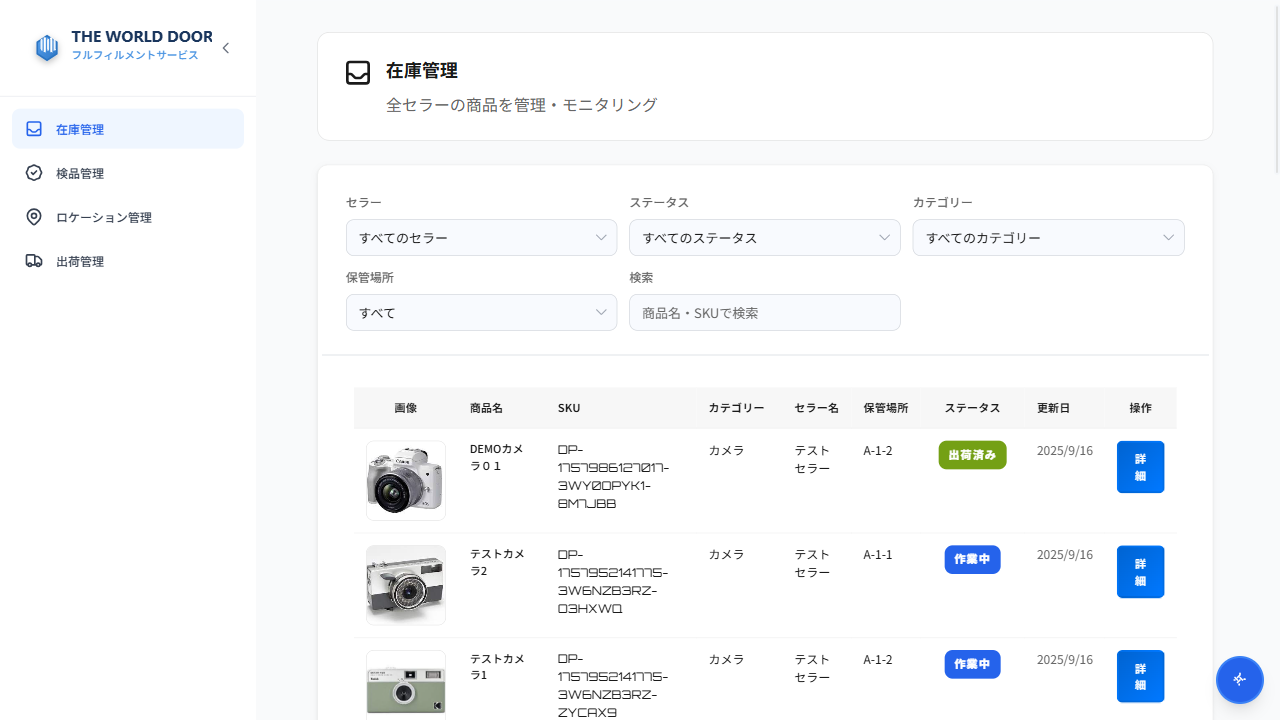 THE WORLD DOOR
フルフィルメントサービス
在庫管理
検品管理
ロケーション管理
出荷管理
在庫管理
全セラーの商品を管理・モニタリング
セラー
ステータス
カテゴリー
すべてのセラー
すべてのステータス
すべてのカテゴリー
保管場所
検索
すべて
商品名・SKUで検索
画像 商品名 SKU カテゴリー セラー名 保管場所 ステータス 更新日 操作
DEMOカメ
ラ０１
DP-
1757986127017-
3WY0DPYK1-
8M7JBB
カメラ
テスト
セラー
A-1-2
出荷済み
2025/9/16
詳
細
テストカメ
ラ2
DP-
1757952141775-
3W6NZB3RZ-
O3HXWQ
カメラ
テスト
セラー
A-1-1
作業中
2025/9/16
詳
細
テストカメ
ラ1
DP-
1757952141775-
3W6NZB3RZ-
ZYCAX9
カメラ
テスト
セラー
A-1-2
作業中
2025/9/16
詳
細